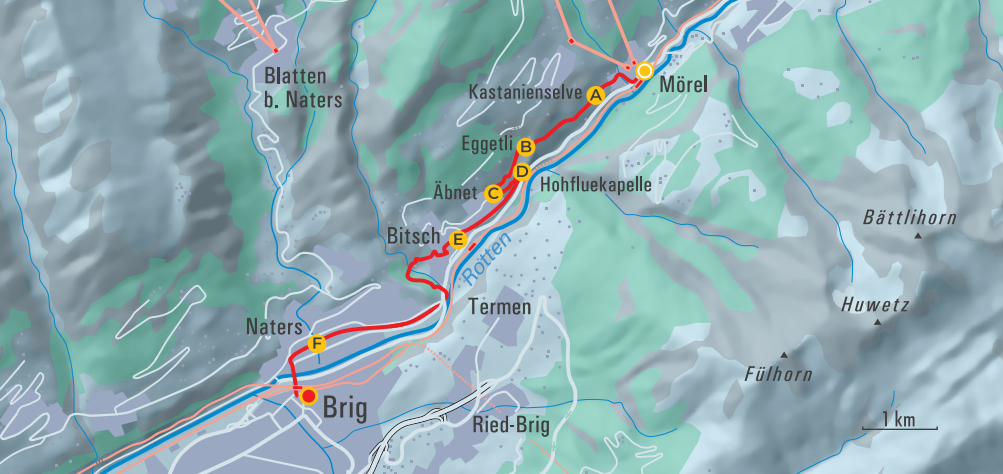 Blatten
b. Naters
Kastanienselve
A
Mörel
Eggetli
B
D
Hohfluekapelle
Äbnet
C
Bitsch
E
Rotten
Bättlihorn
Huwetz
Termen
Naters
F
Fülhorn
Brig
Ried-Brig
1 km